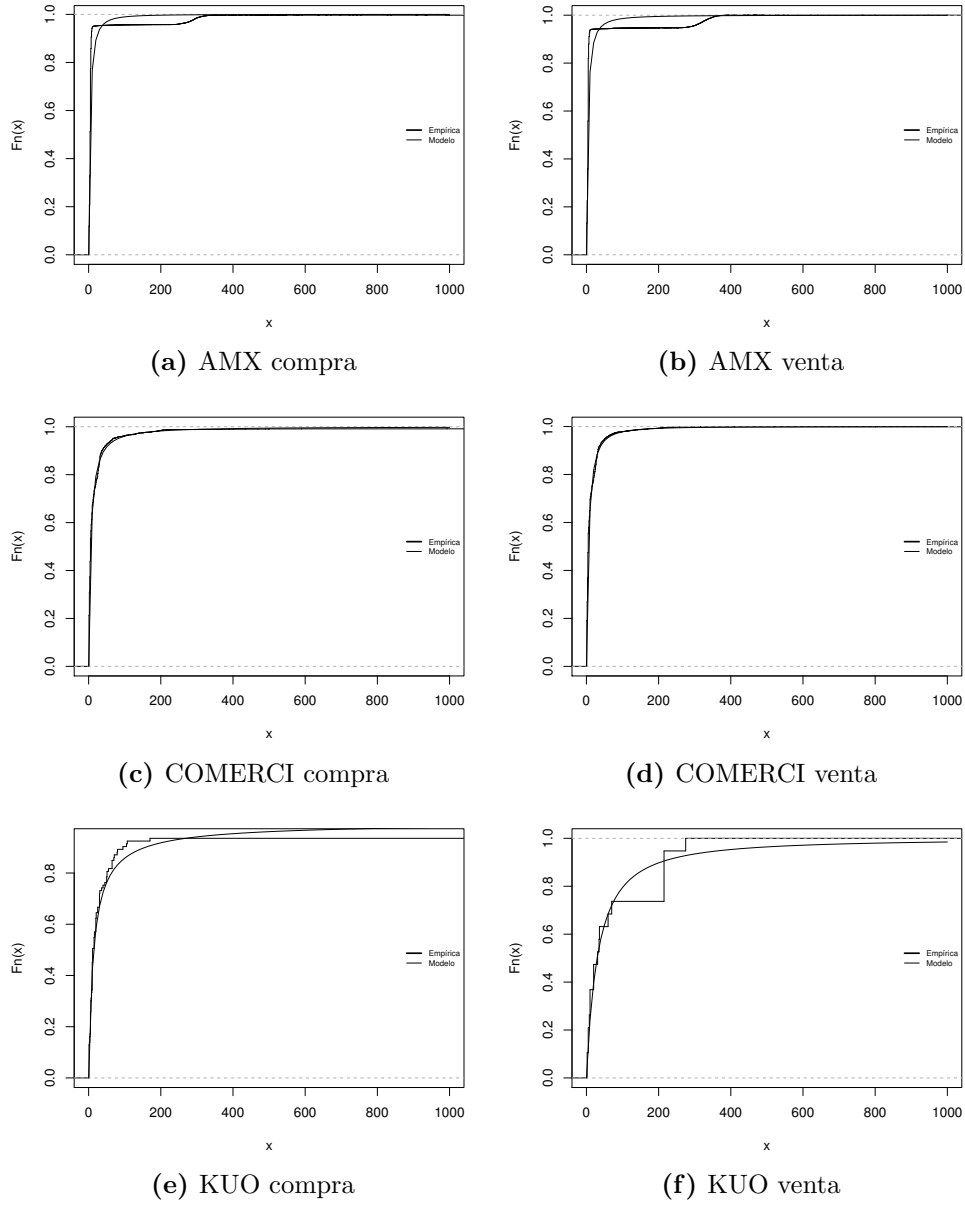 1.0
0.8
0.6
0.4
0.2
0.0
Fn(x)
Empírica
Modelo
0 200 400 600 800 1000
x
(a) AMX compra
1.0
0.8
0.6
0.4
0.2
0.0
Fn(x)
Empírica
Modelo
0 200 400 600 800 1000
x
(b) AMX venta
1.0
0.8
0.6
0.4
0.2
0.0
Fn(x)
Empírica
Modelo
0 200 400 600 800 1000
x
(c) COMERCI compra
1.0
0.8
0.6
0.4
0.2
0.0
Fn(x)
Empírica
Modelo
0 200 400 600 800 1000
x
(d) COMERCI venta
0.8
0.6
0.4
0.2
0.0
Fn(x)
Empírica
Modelo
0 200 400 600 800 1000
x
(e) KUO compra
1.0
0.8
0.6
0.4
0.2
0.0
Fn(x)
Empírica
Modelo
0 200 400 600 800 1000
x
(f) KUO venta